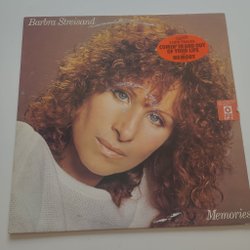 Barbra Streisand
COMIN' IN AND OUT
OF YOUR LIFE
MEMORY
Memories